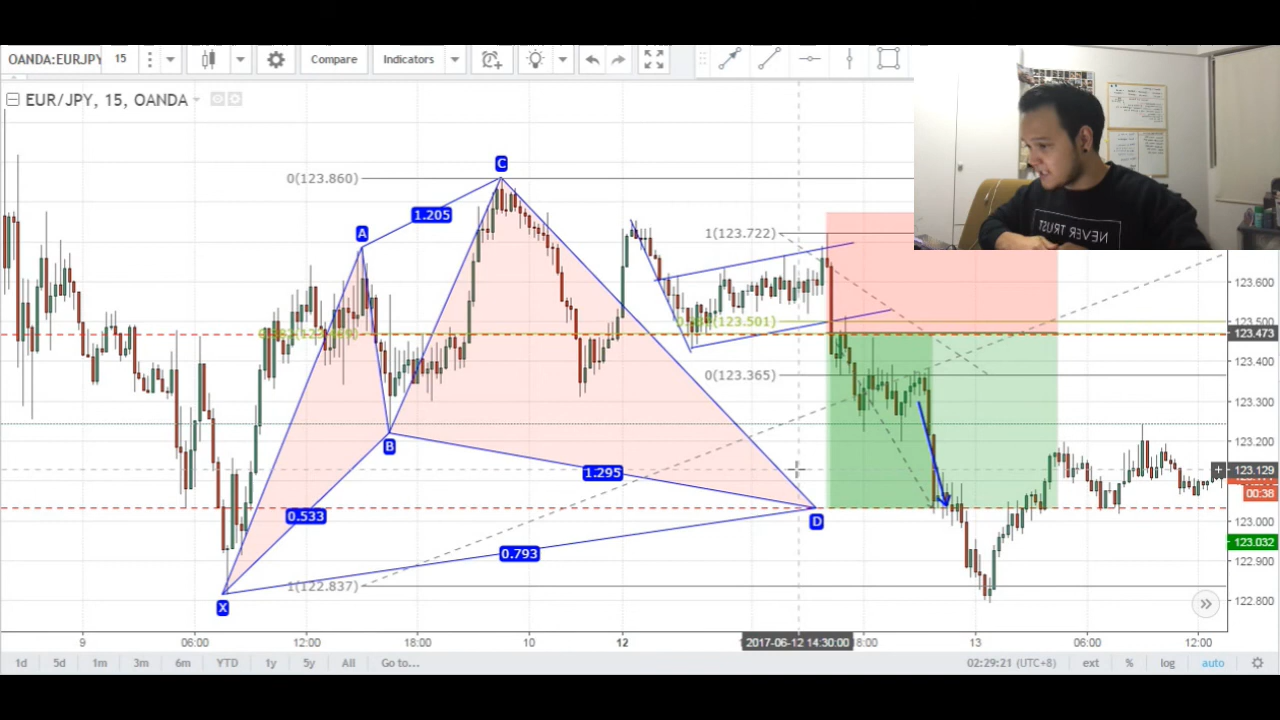 OANDA:EURJPY 15 Compare Indicators
EUR/JPY, 15, OANDA
C
0(123.860)
1.205
A
1(123.722)
NEVER TRUST
123.600
(123.501)
123.500
123.473
123.400
0(123.365)
123.300
123.200
B
1.295
123.129
00:38
0.533
D
123.000
123.032
0.793
122.900
1(122.837)
X
122.800
9 06:00 12:00 18:00 10 12 2017-06-12 14:30:00 18:00 13 06:00 12:00
1d 5d 1m 3m 6m YTD 1y 5y All Go to... 02:29:21 (UTC+8) ext % log auto